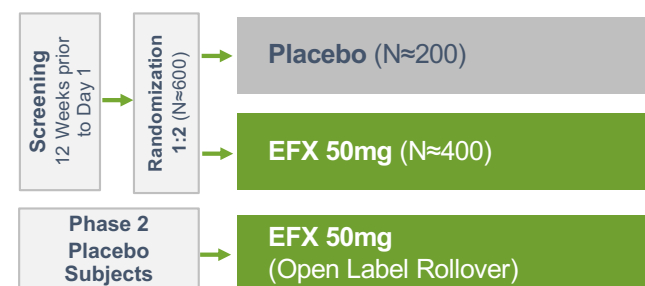 Screening
12 Weeks prior
to Day 1
Randomization
1:2 (N≈600)
Placebo (N≈200)
EFX 50mg (N≈400)
Phase 2
Placebo
Subjects
EFX 50mg
(Open Label Rollover)